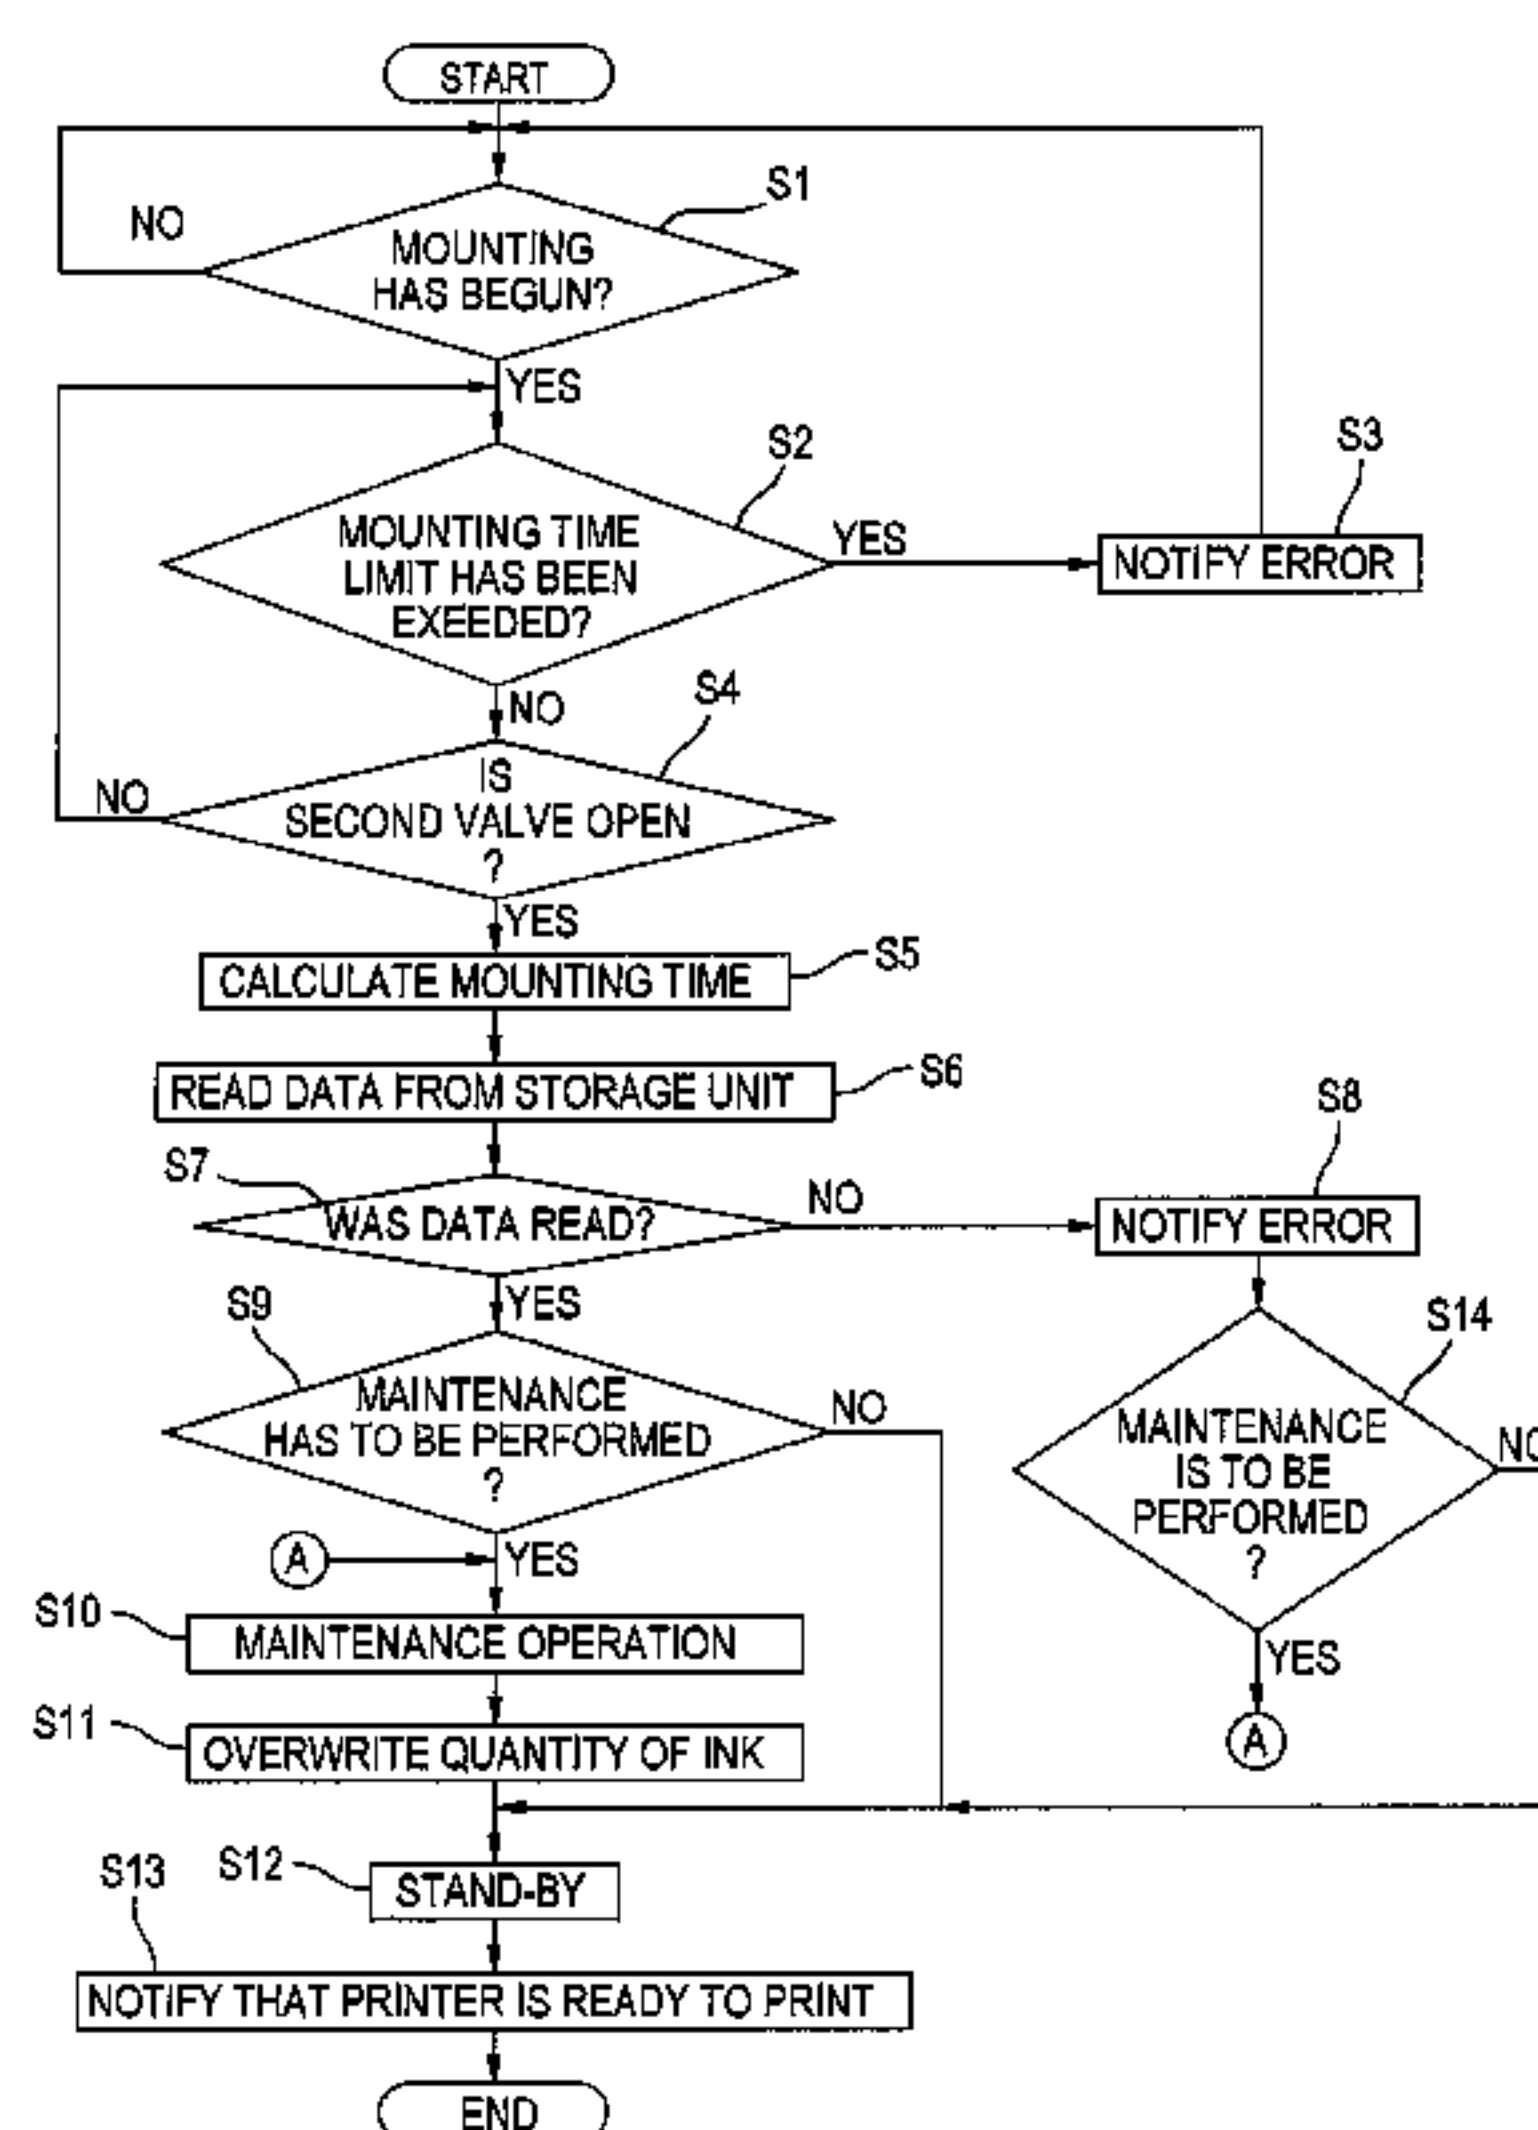 START
S1
NO
MOUNTING
HAS BEGUN?
YES
S2
S3
MOUNTING TIME
LIMIT HAS BEEN
EXEEDED?
YES
NOTIFY ERROR
NO
S4
IS
SECOND VALVE OPEN
?
NO
YES
CALCULATE MOUNTING TIME
S5
READ DATA FROM STORAGE UNIT
S6
S7
WAS DATA READ?
NO
S8
NOTIFY ERROR
YES
S9
MAINTENANCE
HAS TO BE PERFORMED
?
NO
S14
MAINTENANCE
IS TO BE
PERFORMED
?
YES
A
A
YES
S10
MAINTENANCE OPERATION
S11
OVERWRITE QUANTITY OF INK
S12
STAND-BY
S13
NOTIFY THAT PRINTER IS READY TO PRINT
END